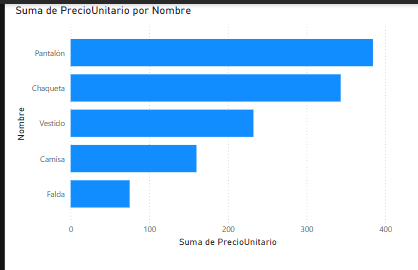 Suma de PrecioUnitario por Nombre
Nombre
Pantalón
Chaqueta
Vestido
Camisa
Falda
0 100 200 300 400
Suma de PrecioUnitario